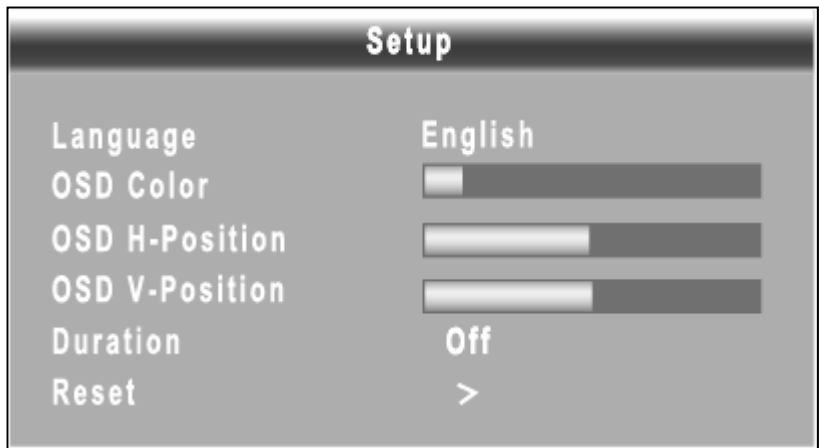 Setup
Language English
OSD Color
OSD H-Position
OSD V-Position
Duration Off
Reset >